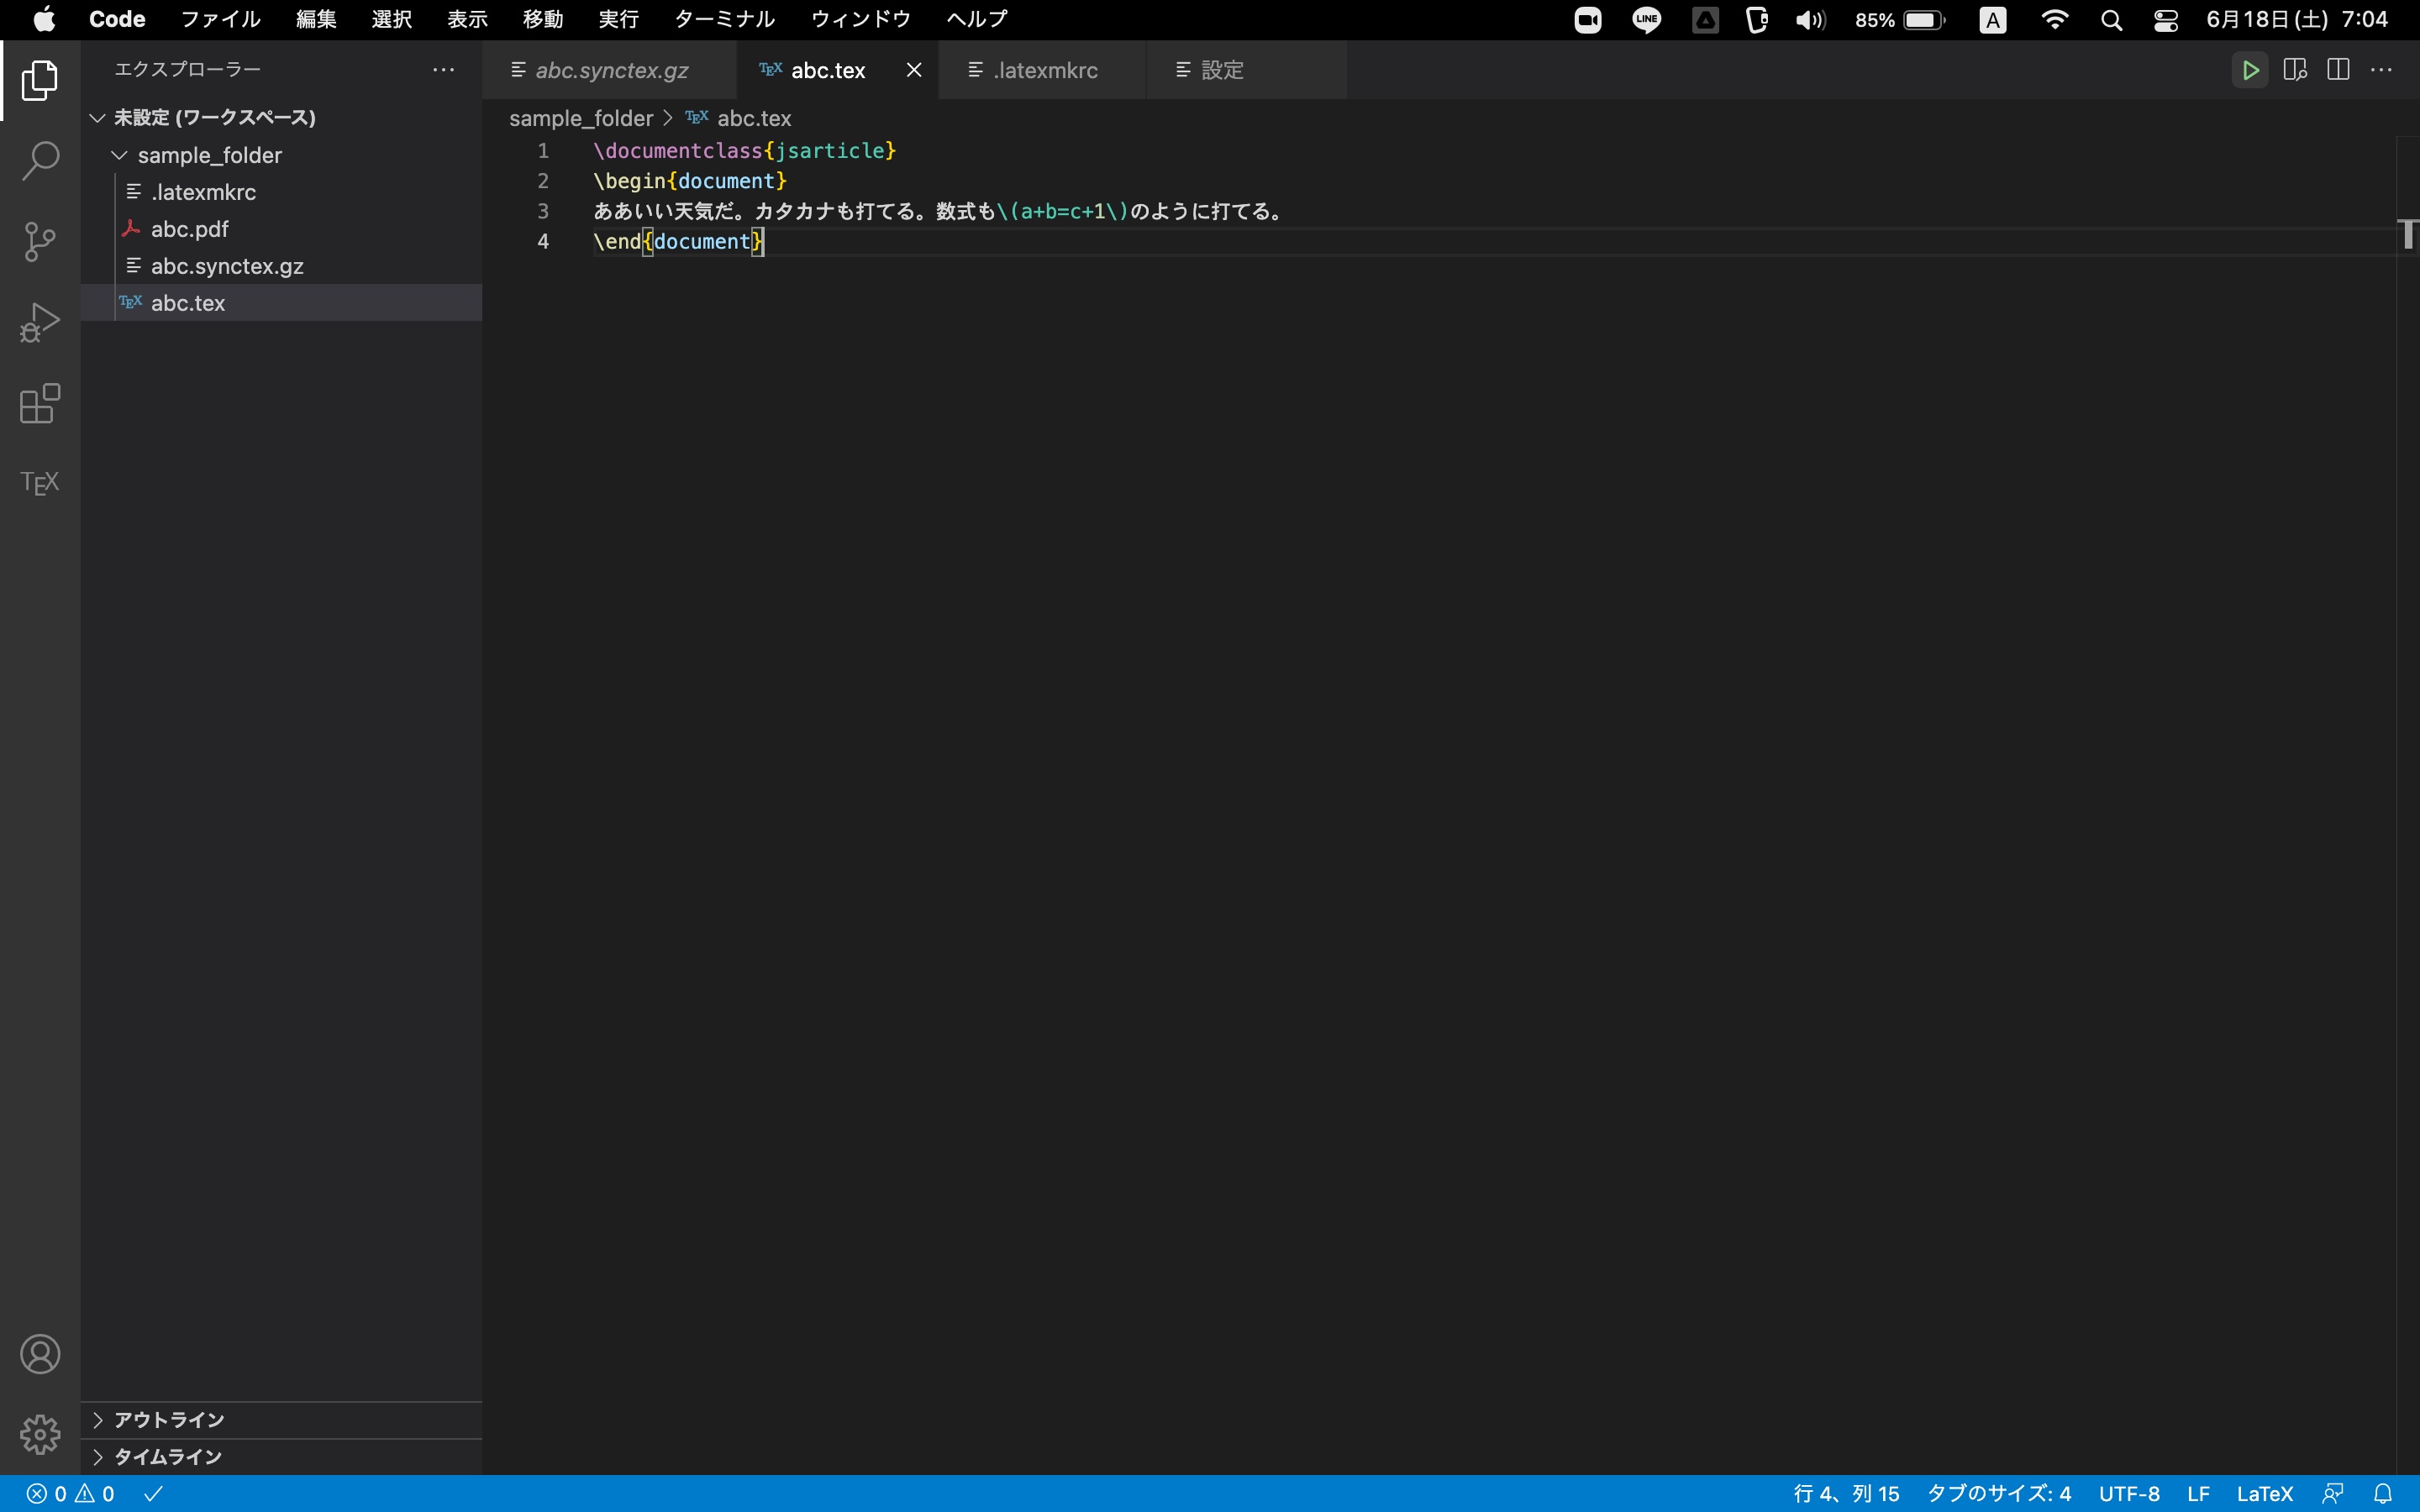 Code ファイル 編集 選択 表示 移動 実行 ターミナル ウィンドウ ヘルプ LINE 85% A 6月18日(土) 7:04
エクスプローラー
未設定 (ワークスペース)
sample_folder
.latexmkrc
abc.pdf
abc.synctex.gz
TEX abc.tex
TEX
アウトライン
タイムライン
abc.synctex.gz TEX abc.tex .latexmkrc 設定
sample_folder > TEX abc.tex
1 \documentclass{jsarticle}
2 \begin{document}
3 ああいい天気だ。カタカナも打てる。数式も\(a+b=c+1\)のように打てる。
4 \end{document}
0 0 行 4、列 15 タブのサイズ: 4 UTF-8 LF LaTeX